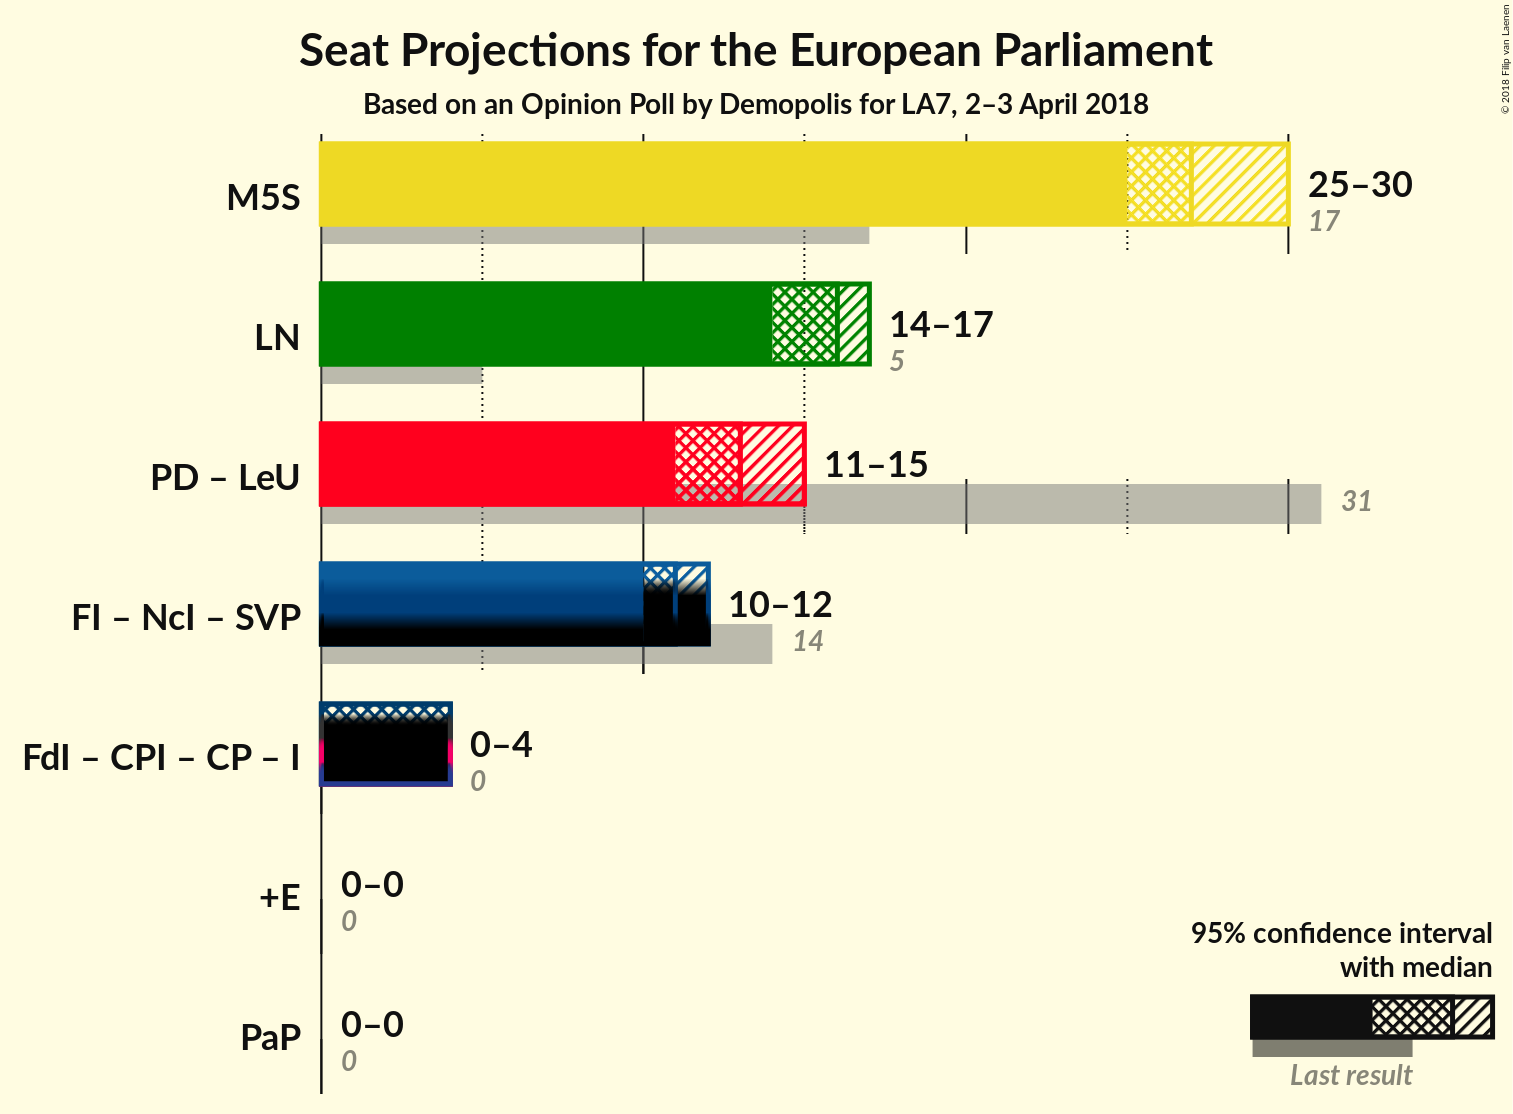 Seat Projections for the European Parliament
Based on an Opinion Poll by Demopolis for LA7, 2–3 April 2018
© 2018 Filip van Laenen
M5S
25–30
17
LN
14–17
5
PD – LeU
11–15
31
FI – NcI – SVP
10–12
14
FdI – CPI – CP – I
0–4
0
+E
0–0
0
PaP
0–0
0
95% confidence interval
with median
Last result